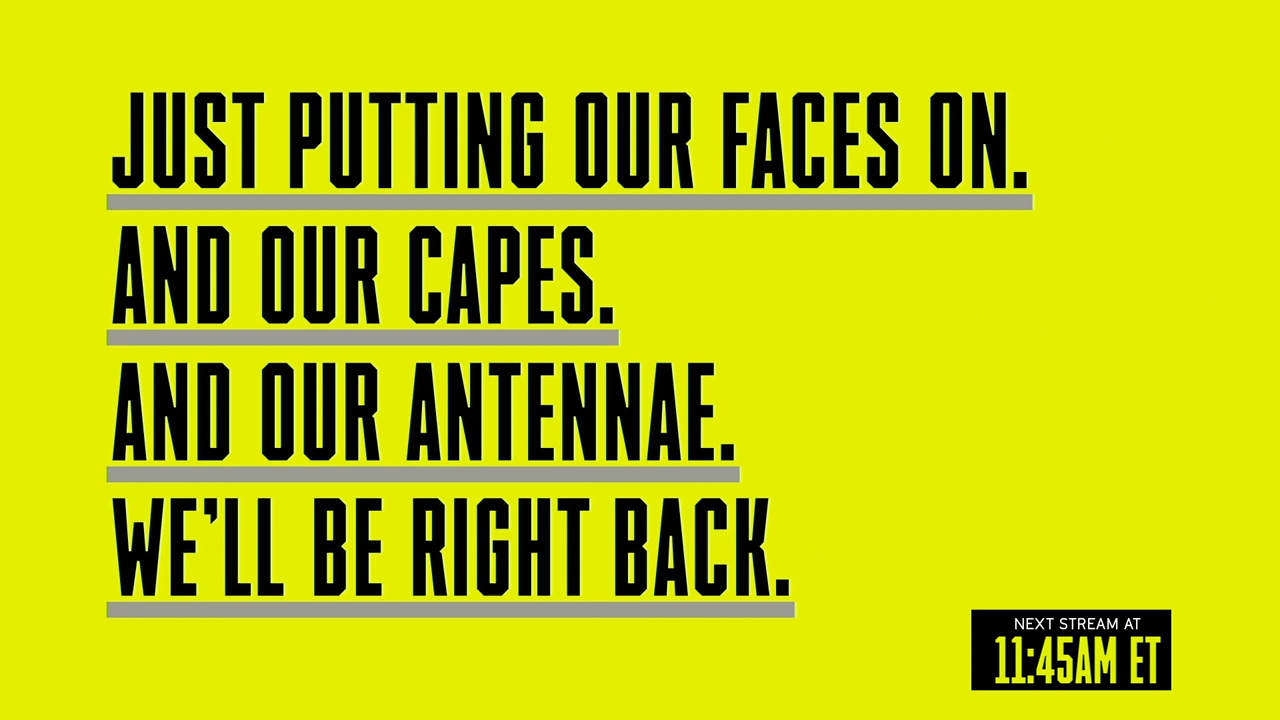 JUST PUTTING OUR FACES ON.
AND OUR CAPES.
AND OUR ANTENNAE.
WE'LL BE RIGHT BACK.
NEXT STREAM AT
11:45AM ET